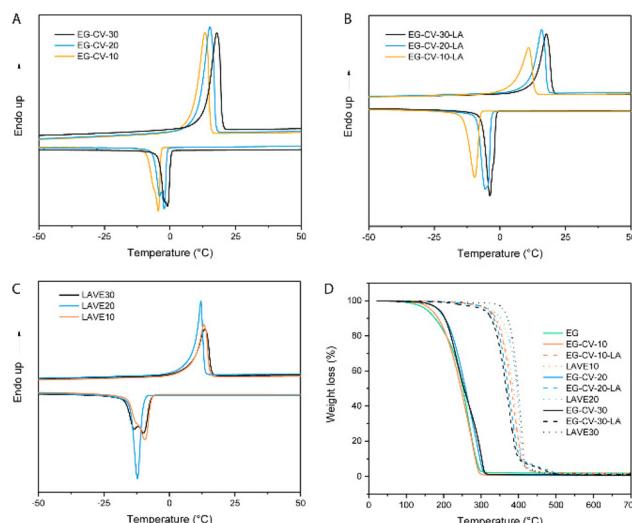 A
EG-CV-30
EG-CV-20
EG-CV-10
Endo up
-50 -25 0 25 50
Temperature (°C)
B
EG-CV-30-LA
EG-CV-20-LA
EG-CV-10-LA
Endo up
-50 -25 0 25 50
Temperature (°C)
C
LAVE30
LAVE20
LAVE10
Endo up
-50 -25 0 25 50
Temperature (°C)
D
100
80
60
40
20
0
Weight loss (%)
EG
EG-CV-10
EG-CV-10-LA
LAVE10
EG-CV-20
EG-CV-20-LA
LAVE20
EG-CV-30
EG-CV-30-LA
LAVE30
0 100 200 300 400 500 600 700
Temperature (°C)